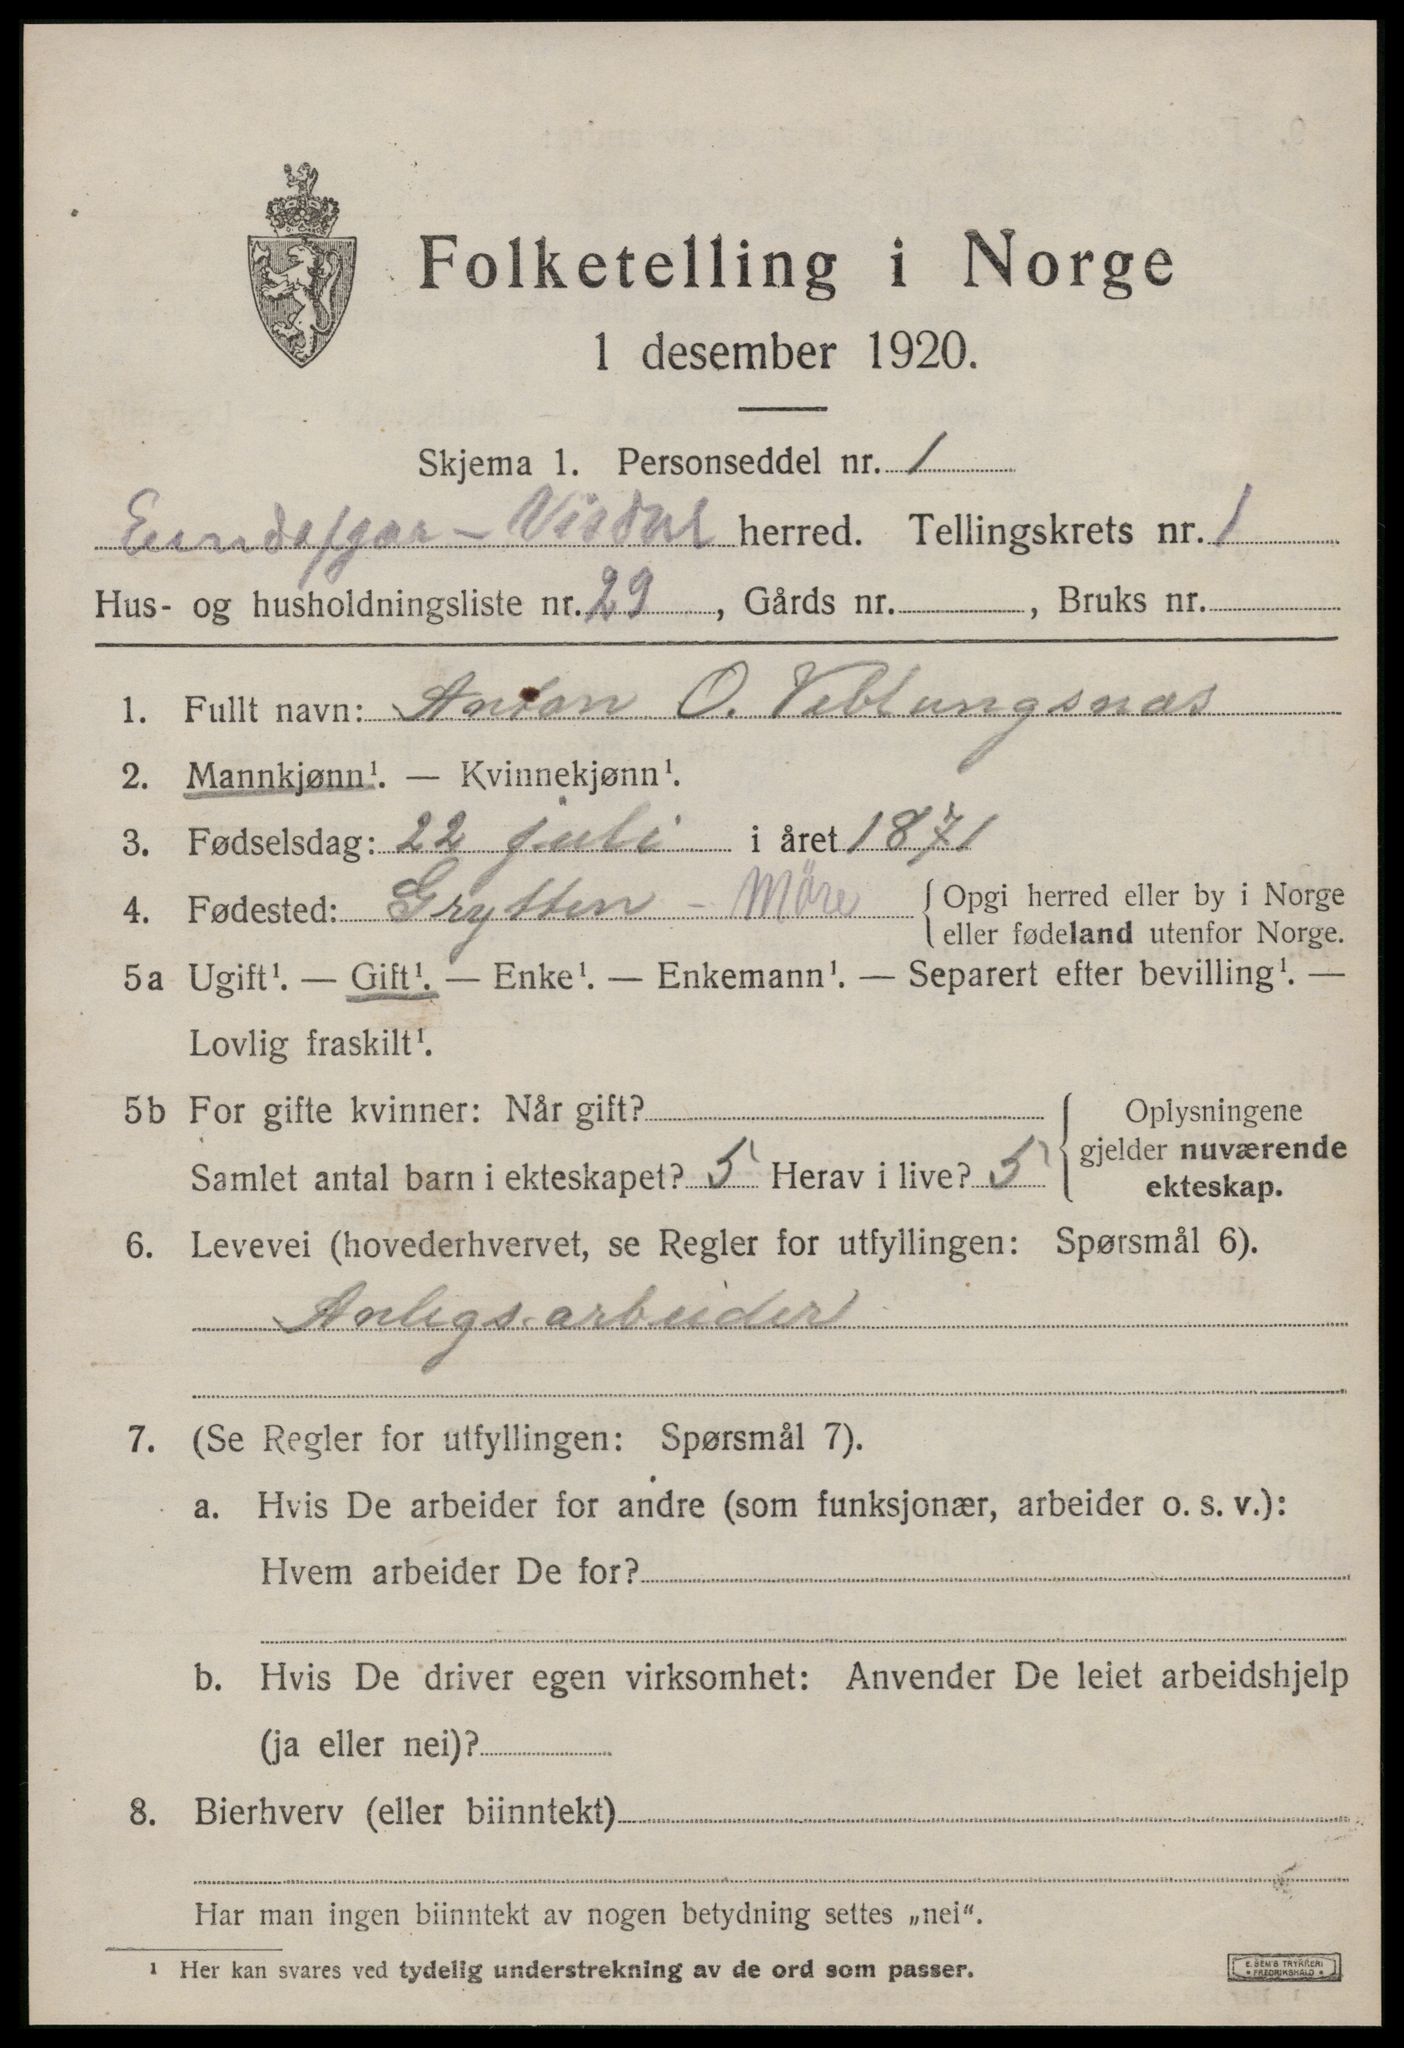 Folketelling i Norge
1 desember 1920.
Skjema 1. Personseddel nr. 1
herred. Tellingskrets nr. 1
Hus- og husholdningsliste nr. 29, Gårds nr. , Bruks nr.
1. Fullt navn: Anton O. Veblungsnæs
2. Mannkjønn¹. — Kvinnekjønn¹.
3. Fødselsdag: 22 juli i året 1871
4. Fødested: Grytten - Möre { Opgi herred eller by i Norge
eller fødeland utenfor Norge.
5a Ugift¹. — Gift¹. — Enke¹. — Enkemann¹. — Separert efter bevilling¹. —
Lovlig fraskilt¹.
5b For gifte kvinner: Når gift?
Samlet antal barn i ekteskapet? 5 Herav i live? 5
Oplysningene
gjelder nuværende
ekteskap.
6. Levevei (hovederhvervet, se Regler for utfyllingen: Spørsmål 6).
Anlegs.arbeider
7. (Se Regler for utfyllingen: Spørsmål 7).
a. Hvis De arbeider for andre (som funksjonær, arbeider o. s. v.):
Hvem arbeider De for?
b. Hvis De driver egen virksomhet: Anvender De leiet arbeidshjelp
(ja eller nei)?
8. Bierhverv (eller biinntekt)
Har man ingen biinntekt av nogen betydning settes „nei“.
¹ Her kan svares ved tydelig understrekning av de ord som passer.
E. SEM'S TRYKKERI
FREDRIKSHALD